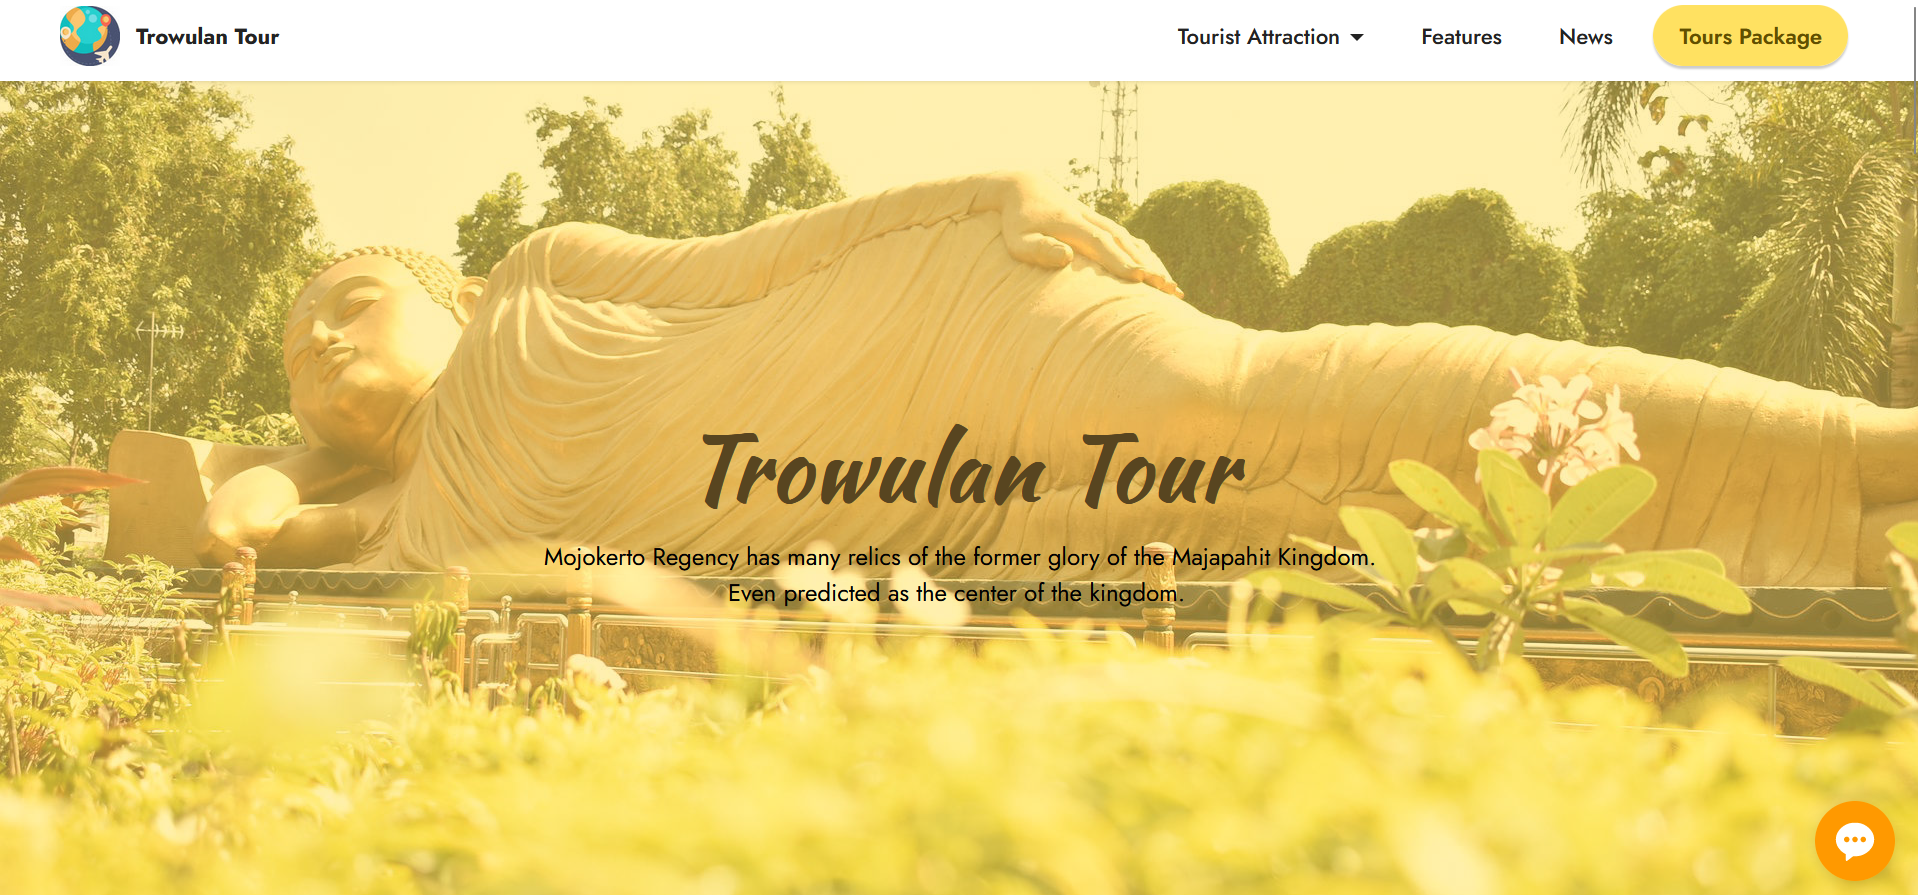 Trowulan Tour
Tourist Attraction
Features
News
Tours Package
Trowulan Tour
Mojokerto Regency has many relics of the former glory of the Majapahit Kingdom.
Even predicted as the center of the kingdom.